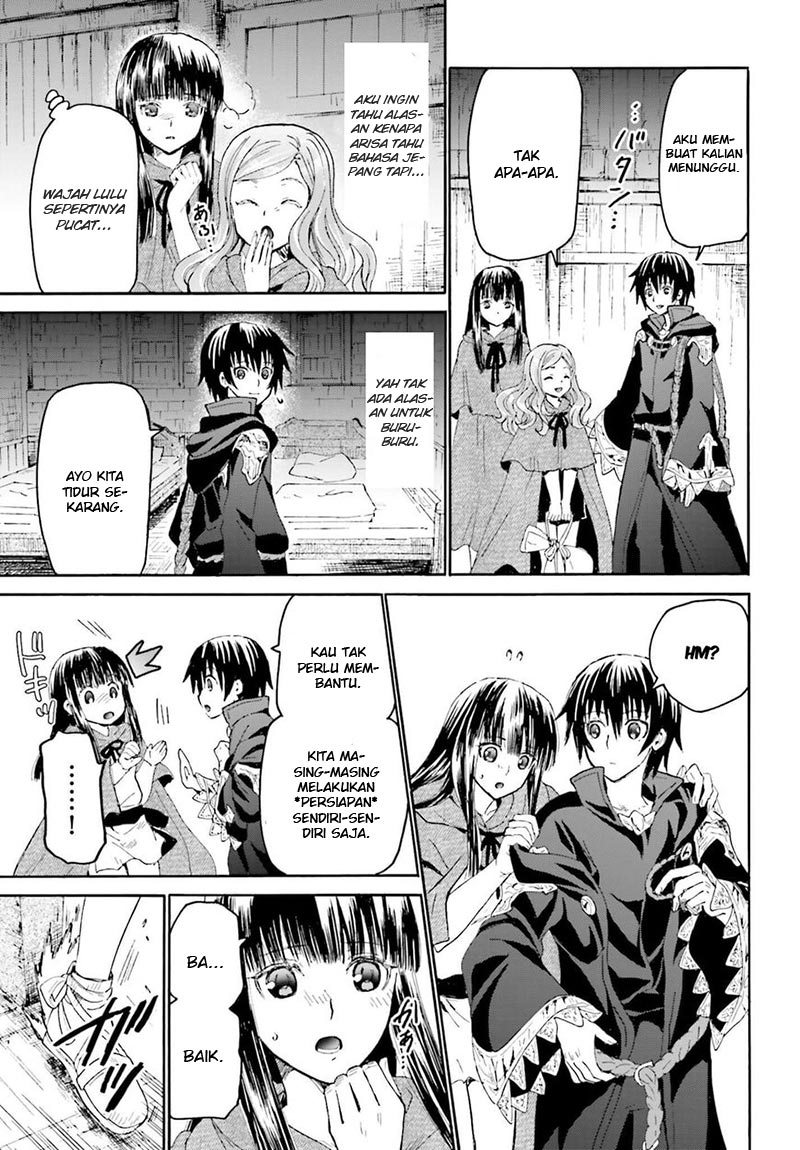 AKU MEM-
BUAT KALIAN
MENUNGGU.
…バタン
TAK
APA-APA.
AKU INGIN
TAHU ALAS-
AN KENAPA
ARISA TAHU
BAHASA JE-
PANG TAPI...
あふ…
WAJAH LULU
SEPERTINYA
PUCAT...
YAH TAK
ADA ALAS-
AN UNTUK
BURU-
BURU.
AYO KITA
TIDUR SE-
KARANG.
HM?
KAU TAK
PERLU MEM-
BANTU.
KITA MA-
SING-MASING
MELAKUKAN
*PERSIAPAN*
SENDIRI-SEN-
DIRI SAJA.
ドキッ
……!
BA...
BAIK.